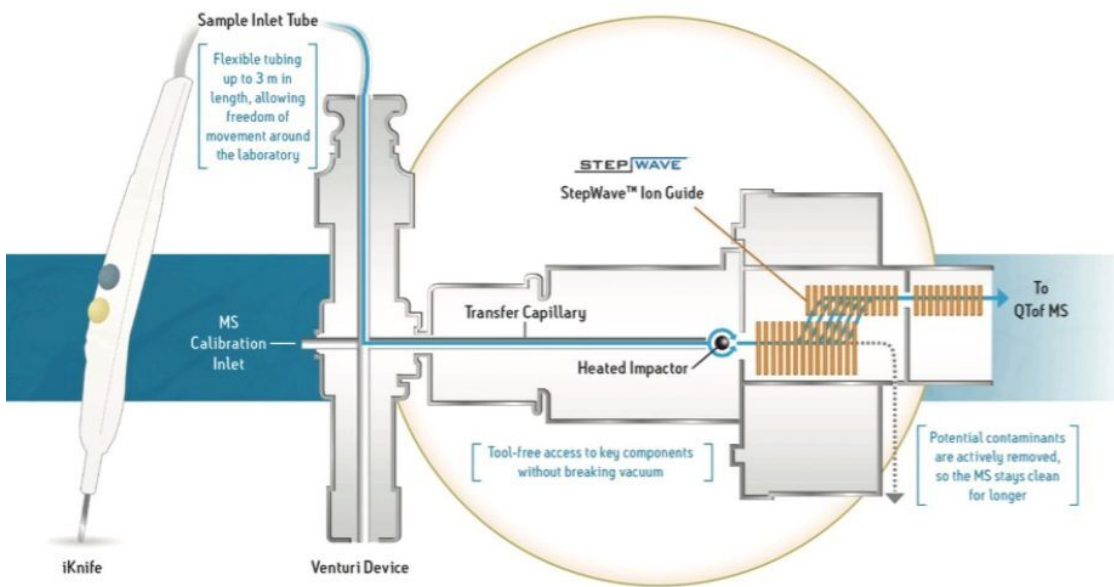 Sample Inlet Tube
Flexible tubing
up to 3 m in
length, allowing
freedom of
movement around
the laboratory
STEPWAVE
StepWave™ Ion Guide
To
QTof MS
MS
Calibration
Inlet
Transfer Capillary
Heated Impactor
Tool-free access to key components
without breaking vacuum
Potential contaminants
are actively removed,
so the MS stays clean
for longer
iKnife
Venturi Device